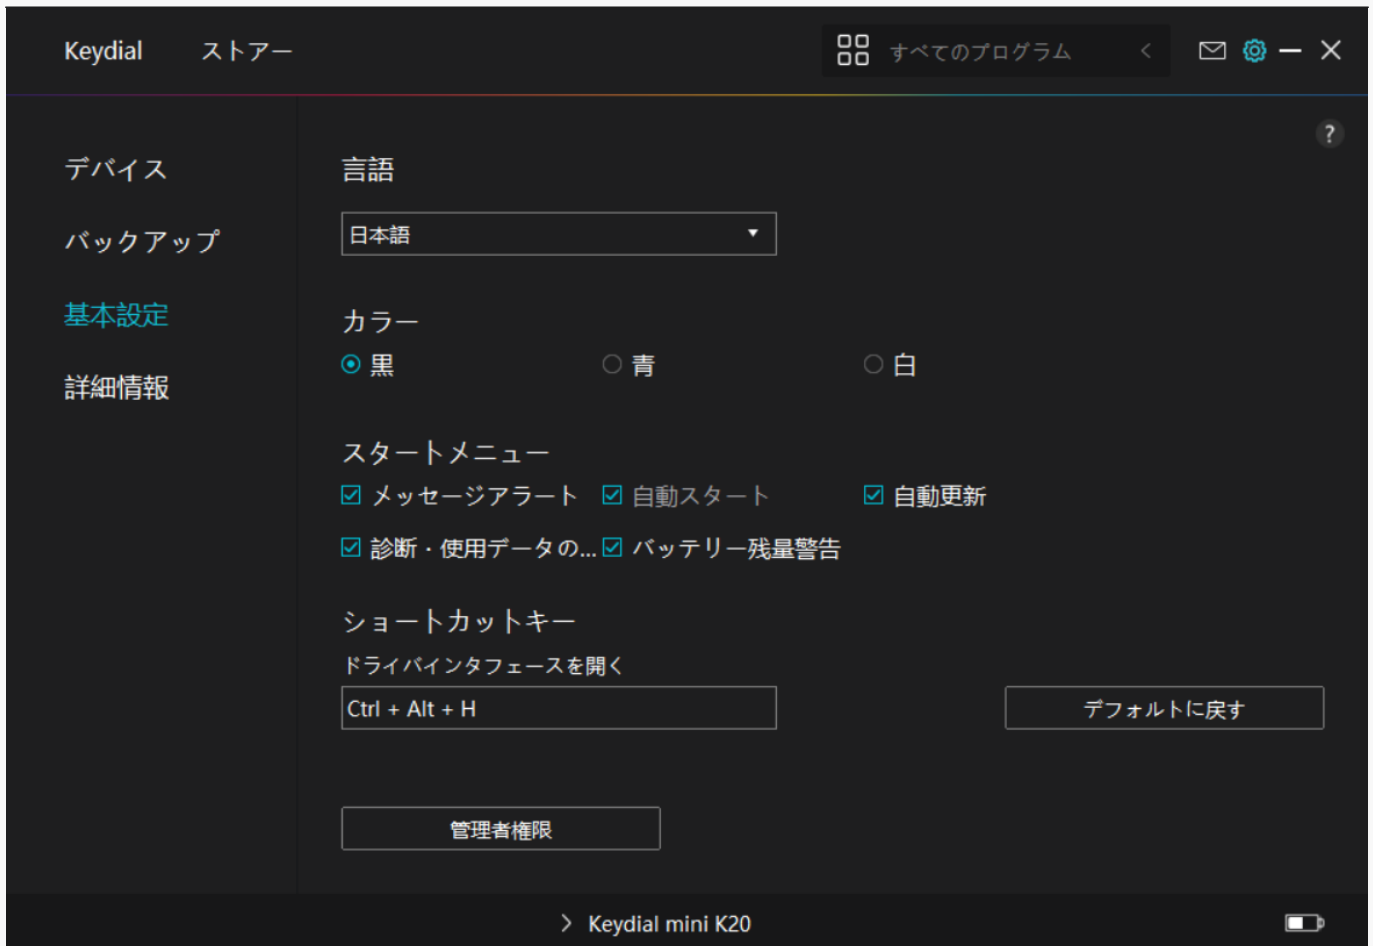 Keydial ストアー すべてのプログラム
?
デバイス
バックアップ
基本設定
詳細情報
言語
日本語
カラー
黒 青 白
スタートメニュー
メッセージアラート 自動スタート 自動更新
診断・使用データの... バッテリー残量警告
ショートカットキー
ドライバインタフェースを開く
Ctrl + Alt + H デフォルトに戻す
管理者権限
Keydial mini K20